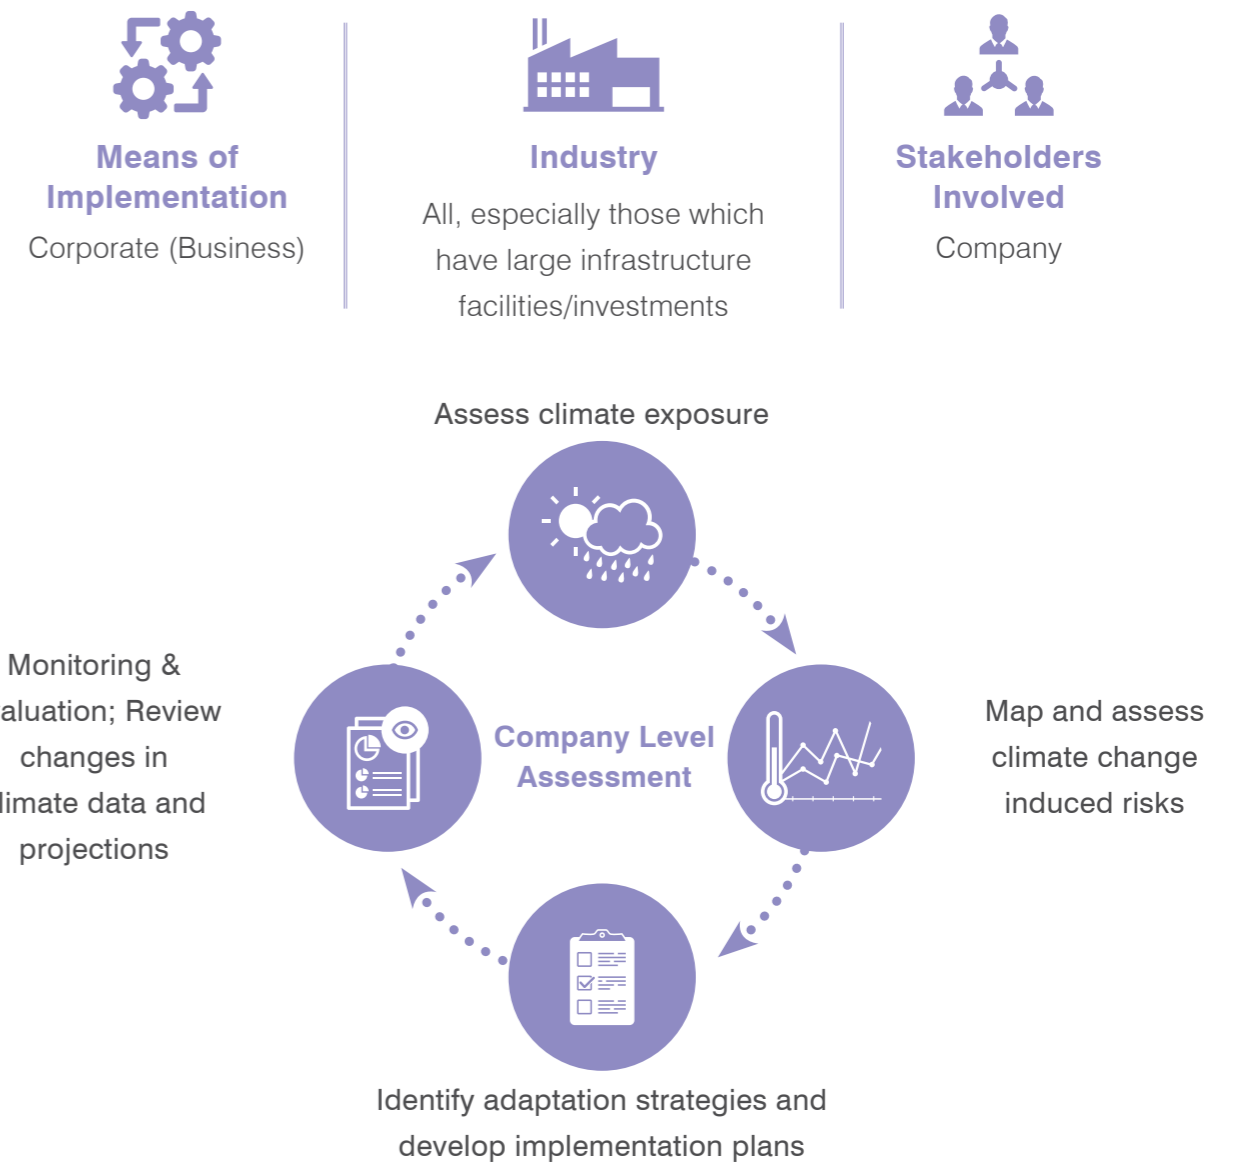 Means of
Implementation
Corporate (Business)
Industry
All, especially those which
have large infrastructure
facilities/investments
Stakeholders
Involved
Company
Assess climate exposure
Map and assess
climate change
induced risks
Company Level
Assessment
Monitoring &
aluation; Review
changes in
limate data and
projections
Identify adaptation strategies and
develop implementation plans